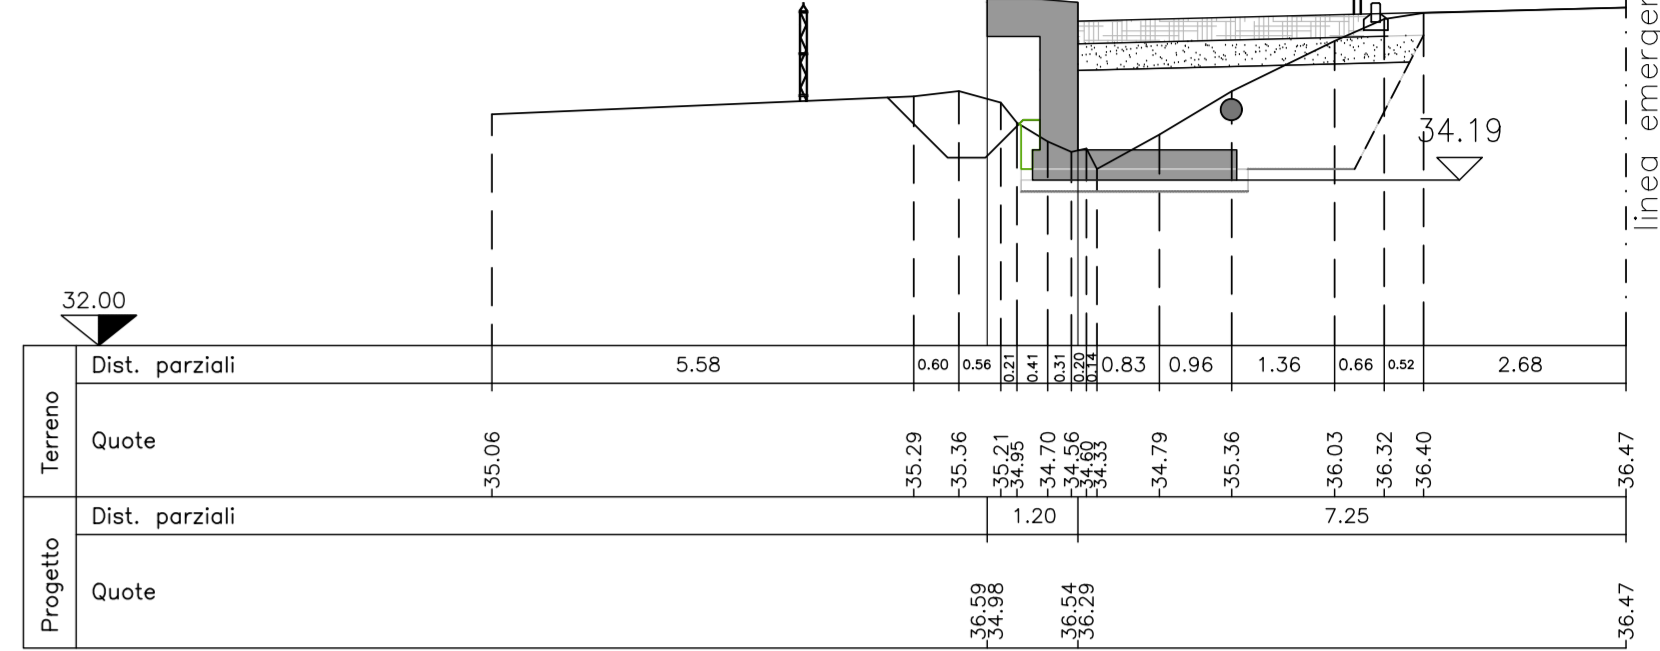 linea emergen
34.19
32.00
Terreno
Dist. parziali
5.58 0.60 0.56 0.21 0.41 0.31 0.20 0.14 0.83 0.96 1.36 0.66 0.52 2.68
Quote
35.06 35.29 35.36 35.21 34.95 34.70 34.56 34.60 34.33 34.79 35.36 36.03 36.32 36.40 36.47
Progetto
Dist. parziali
1.20 7.25
Quote
36.59 34.98 36.54 36.29 36.47